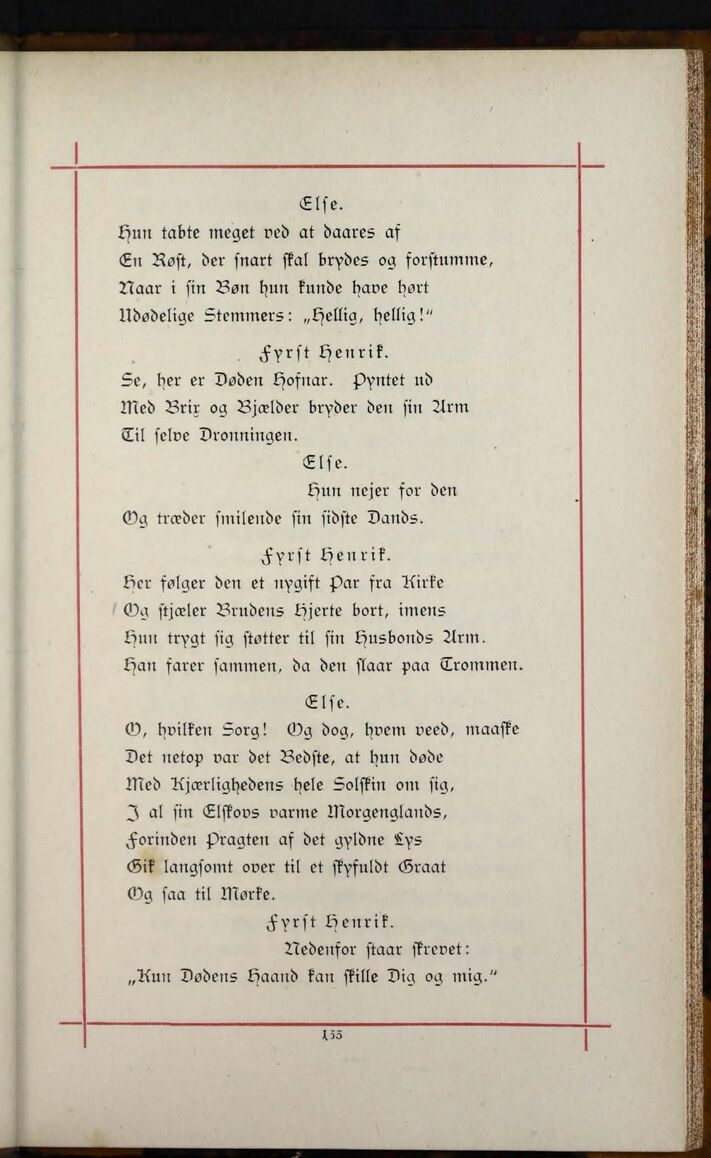 Else.
Hun tabte meget ved at daares af
En Røst, der snart skal brydes og forstumme,
Naar i sin Bøn hun kunde have hørt
Udødelige Stemmers: „Hellig, hellig!"
Fyrst Henrik.
Se, her er Døden Hofnar. Pyntet ud
Med Brix og Bjælder bryder den sin Arm
Til selve Dronningen.
Else.
Hun nejer for den
Og træder smilende sin sidste Dands.
Fyrst Henrik.
Her følger den et nygift Par fra Kirke
Og stjæler Brudens Hjerte bort, imens
Hun trygt sig støtter til sin Husbonds Arm.
Han farer sammen, da den slaar paa Trommen.
Else.
O, hvilken Sorg! Og dog, hvem veed, maaske
Det netop var det Bedste, at hun døde
Med Kjærlighedens hele Solskin om sig,
I al sin Elskovs varme Morgenglands,
Forinden Pragten af det gyldne Lys
Gik langsomt over til et skyfuldt Graat
Og saa til Mørke.
Fyrst Henrik.
Nedenfor staar skrevet:
„Kun Dødens Haand kan skille Dig og mig."
153